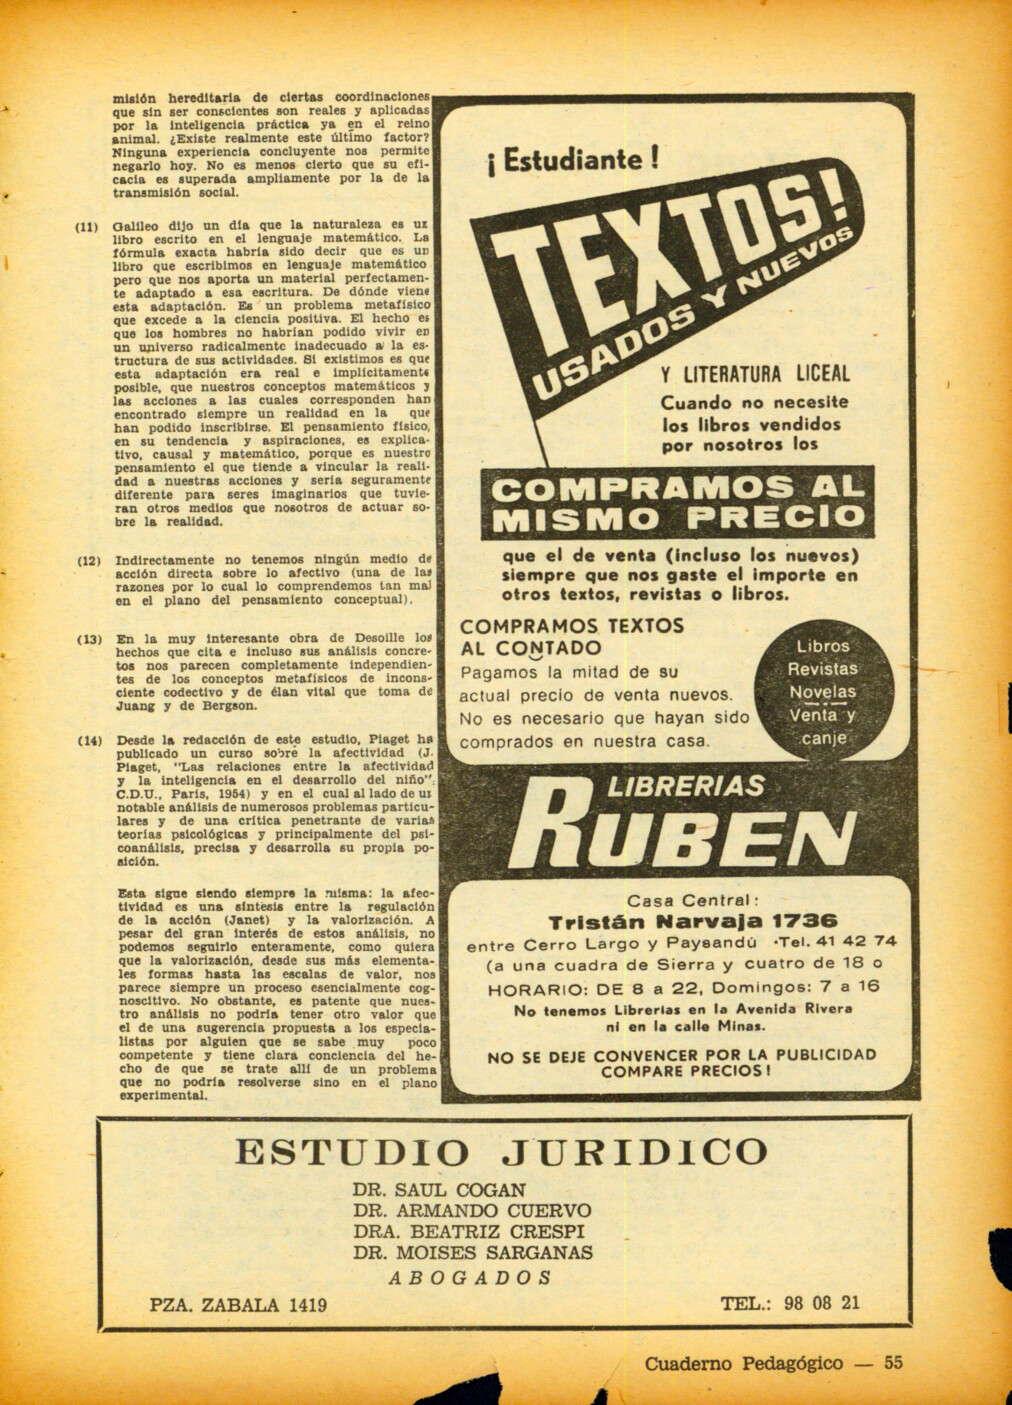 misión hereditaria de ciertas coordinaciones
que sin ser conscientes son reales y aplicadas
por la inteligencia práctica ya en el reino
animal. ¿Existe realmente este último factor?
Ninguna experiencia concluyente nos permite
negarlo hoy. No es menos cierto que su efi-
cacia es superada ampliamente por la de la
transmisión social.
(11) Galileo dijo un día que la naturaleza es un
libro escrito en el lenguaje matemático. La
fórmula exacta habría sido decir que es un
libro que escribimos en lenguaje matemático
pero que nos aporta un material perfectamen-
te adaptado a esa escritura. De dónde viene
esta adaptación. Es un problema metafísico
que excede a la ciencia positiva. El hecho es
que los hombres no habrían podido vivir en
un universo radicalmente inadecuado a la es-
tructura de sus actividades. Si existimos es que
esta adaptación era real e implícitamente
posible, que nuestros conceptos matemáticos y
las acciones a las cuales corresponden han
encontrado siempre un realidad en la que
han podido inscribirse. El pensamiento físico,
en su tendencia y aspiraciones, es explica-
tivo, causal y matemático, porque es nuestro
pensamiento el que tiende a vincular la reali-
dad a nuestras acciones y sería seguramente
diferente para seres imaginarios que tuvie-
ran otros medios que nosotros de actuar so-
bre la realidad.
(12) Indirectamente no tenemos ningún medio de
acción directa sobre lo afectivo (una de las
razones por lo cual lo comprendemos tan mal
en el plano del pensamiento conceptual).
(13) En la muy interesante obra de Desoille los
hechos que cita e incluso sus análisis concre-
tos nos parecen completamente independien-
tes de los conceptos metafísicos de incons-
ciente codectivo y de élan vital que toma de
Juang y de Bergson.
(14) Desde la redacción de este estudio, Piaget ha
publicado un curso sobre la afectividad (J.
Piaget, "Las relaciones entre la afectividad
y la inteligencia en el desarrollo del niño".
C.D.U., París, 1954) y en el cual al lado de un
notable análisis de numerosos problemas particu-
lares y de una crítica penetrante de varias
teorías psicológicas y principalmente del psi-
coanálisis, precisa y desarrolla su propia po-
sición.
Esta sigue siendo siempre la misma: la afec-
tividad es una síntesis entre la regulación
de la acción (Janet) y la valorización. A
pesar del gran interés de estos análisis, no
podemos seguirlo enteramente, como quiera
que la valorización, desde sus más elementa-
les formas hasta las escalas de valor, nos
parece siempre un proceso esencialmente cog-
noscitivo. No obstante, es patente que nues-
tro análisis no podría tener otro valor que
el de una sugerencia propuesta a los especia-
listas por alguien que se sabe muy poco
competente y tiene clara conciencia del he-
cho de que se trate allí de un problema
que no podría resolverse sino en el plano
experimental.
¡ Estudiante !
TEXTOS!
USADOS Y NUEVOS
Y LITERATURA LICEAL
Cuando no necesite
los libros vendidos
por nosotros los
COMPRAMOS AL
MISMO PRECIO
que el de venta (incluso los nuevos)
siempre que nos gaste el importe en
otros textos, revistas o libros.
COMPRAMOS TEXTOS
AL CONTADO
Pagamos la mitad de su
actual precio de venta nuevos.
No es necesario que hayan sido
comprados en nuestra casa.
Libros
Revistas
Novelas
Venta y
canje
LIBRERIAS
RUBEN
Casa Central:
Tristán Narvaja 1736
entre Cerro Largo y Paysandú · Tel. 41 42 74
(a una cuadra de Sierra y cuatro de 18 o
HORARIO: DE 8 a 22, Domingos: 7 a 16
No tenemos Librerías en la Avenida Rivera
ni en la calle Minas.
NO SE DEJE CONVENCER POR LA PUBLICIDAD
COMPARE PRECIOS!
ESTUDIO JURIDICO
DR. SAUL COGAN
DR. ARMANDO CUERVO
DRA. BEATRIZ CRESPI
DR. MOISES SARGANAS
ABOGADOS
PZA. ZABALA 1419
TEL.: 98 08 21
Cuaderno Pedagógico — 55